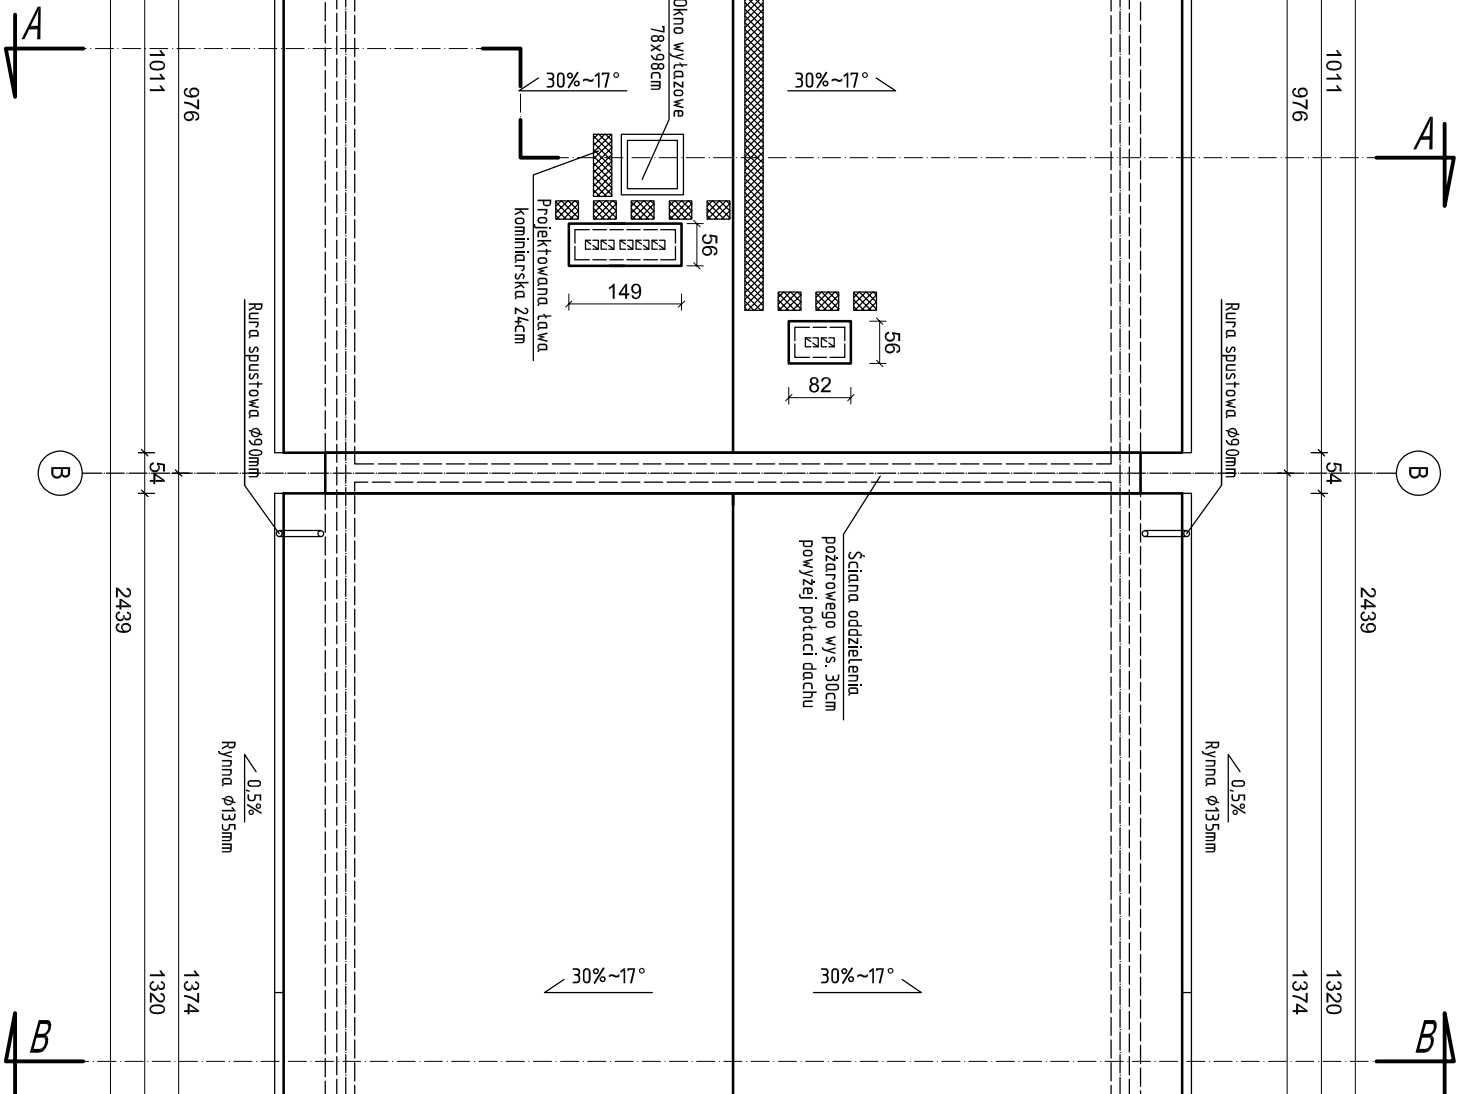 A
1011
976
Okno wyłazowe
78x98cm
30%~17°
30%~17°
976
1011
A
Projektowana ława
kominiarska 24cm
56
149
56
82
Rura spustowa ø90mm
Rura spustowa ø90mm
B
54
54
B
Ściana oddzielenia
pożarowego wys. 30cm
powyżej połaci dachu
2439
2439
0,5%
Rynna ø135mm
0,5%
Rynna ø135mm
30%~17°
30%~17°
1320
1374
1374
1320
B
B